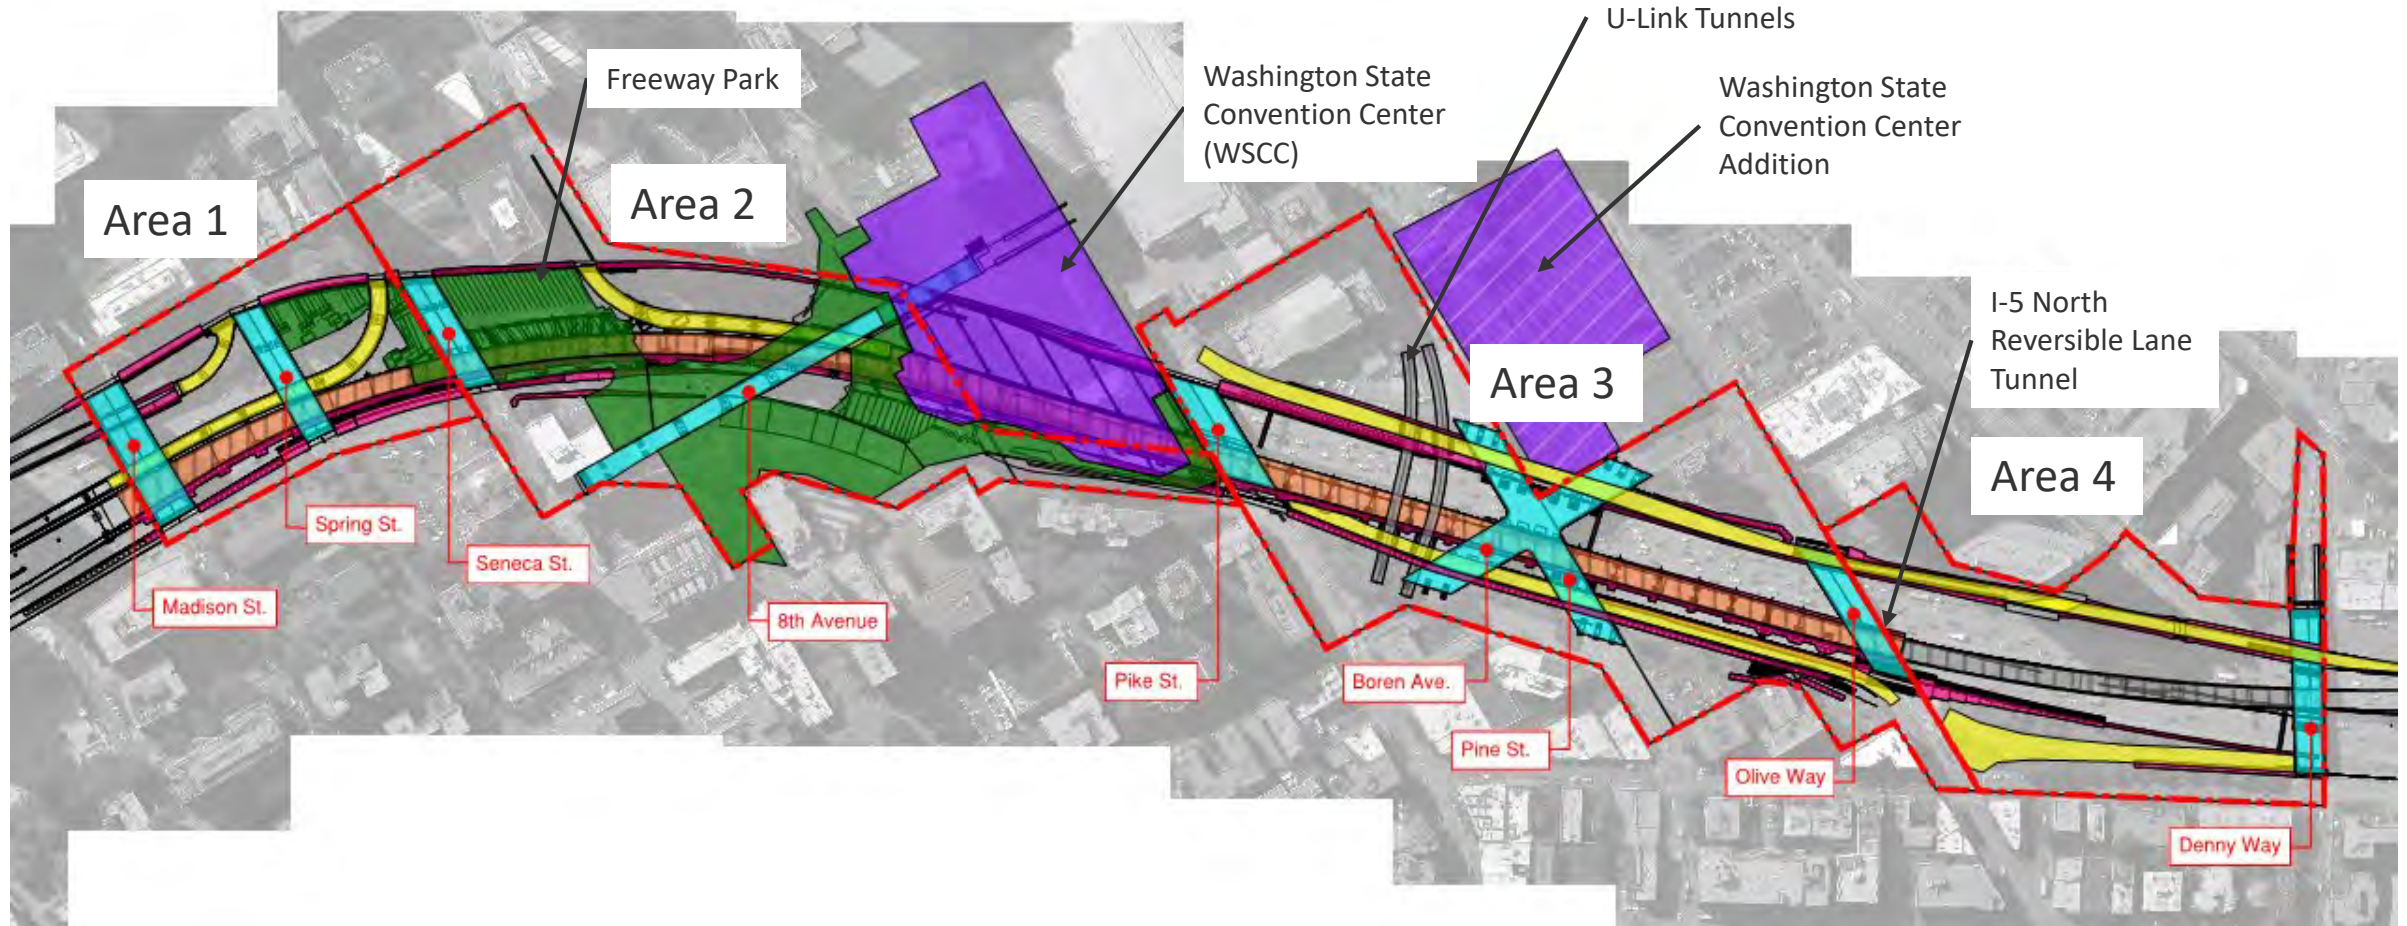 U-Link Tunnels
Freeway Park
Washington State
Convention Center
(WSCC)
Washington State
Convention Center
Addition
Area 1
Area 2
I-5 North
Reversible Lane
Tunnel
Area 3
Area 4
Spring St.
Seneca St.
Madison St.
8th Avenue
Pike St.
Boren Ave.
Pine St.
Olive Way
Denny Way